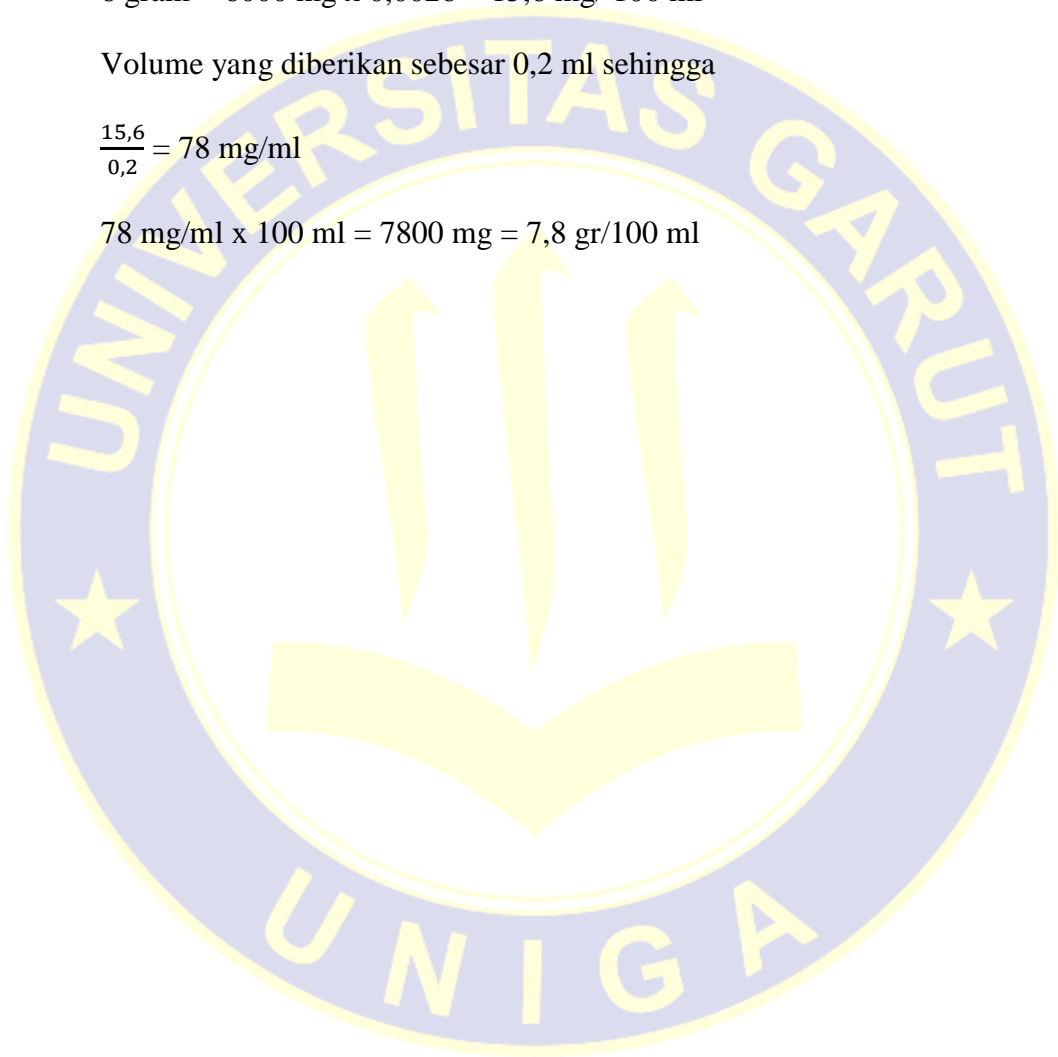 Volume yang diberikan sebesar 0,2 ml sehingga
15,6
0,2
= 78 mg/ml
78 mg/ml x 100 ml = 7800 mg = 7,8 gr/100 ml
UNIVERSITAS GARUT
UNIGA